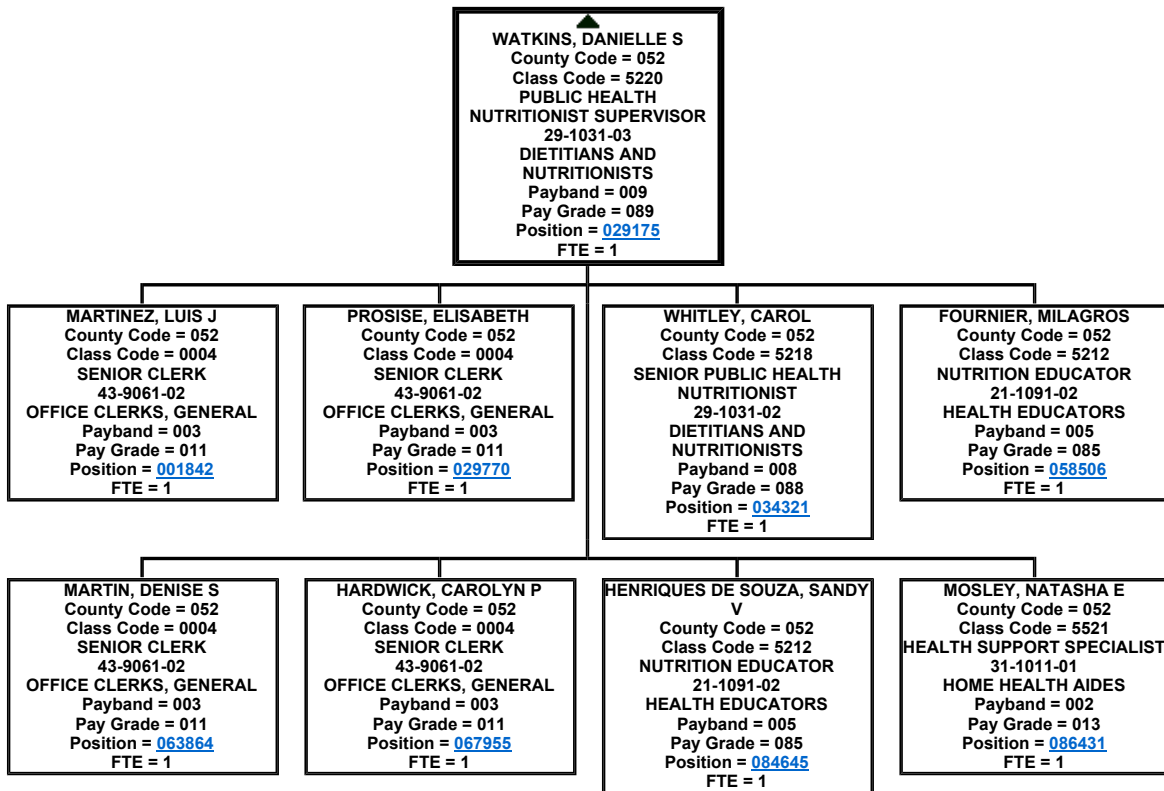 WATKINS, DANIELLE S
County Code = 052
Class Code = 5220
PUBLIC HEALTH
NUTRITIONIST SUPERVISOR
29-1031-03
DIETITIANS AND
NUTRITIONISTS
Payband = 009
Pay Grade = 089
Position = 029175
FTE = 1
MARTINEZ, LUIS J
County Code = 052
Class Code = 0004
SENIOR CLERK
43-9061-02
OFFICE CLERKS, GENERAL
Payband = 003
Pay Grade = 011
Position = 001842
FTE = 1
PROSISE, ELISABETH
County Code = 052
Class Code = 0004
SENIOR CLERK
43-9061-02
OFFICE CLERKS, GENERAL
Payband = 003
Pay Grade = 011
Position = 029770
FTE = 1
WHITLEY, CAROL
County Code = 052
Class Code = 5218
SENIOR PUBLIC HEALTH
NUTRITIONIST
29-1031-02
DIETITIANS AND
NUTRITIONISTS
Payband = 008
Pay Grade = 088
Position = 034321
FTE = 1
FOURNIER, MILAGROS
County Code = 052
Class Code = 5212
NUTRITION EDUCATOR
21-1091-02
HEALTH EDUCATORS
Payband = 005
Pay Grade = 085
Position = 058506
FTE = 1
MARTIN, DENISE S
County Code = 052
Class Code = 0004
SENIOR CLERK
43-9061-02
OFFICE CLERKS, GENERAL
Payband = 003
Pay Grade = 011
Position = 063864
FTE = 1
HARDWICK, CAROLYN P
County Code = 052
Class Code = 0004
SENIOR CLERK
43-9061-02
OFFICE CLERKS, GENERAL
Payband = 003
Pay Grade = 011
Position = 067955
FTE = 1
HENRIQUES DE SOUZA, SANDY
V
County Code = 052
Class Code = 5212
NUTRITION EDUCATOR
21-1091-02
HEALTH EDUCATORS
Payband = 005
Pay Grade = 085
Position = 084645
FTE = 1
MOSLEY, NATASHA E
County Code = 052
Class Code = 5521
HEALTH SUPPORT SPECIALIST
31-1011-01
HOME HEALTH AIDES
Payband = 002
Pay Grade = 013
Position = 086431
FTE = 1